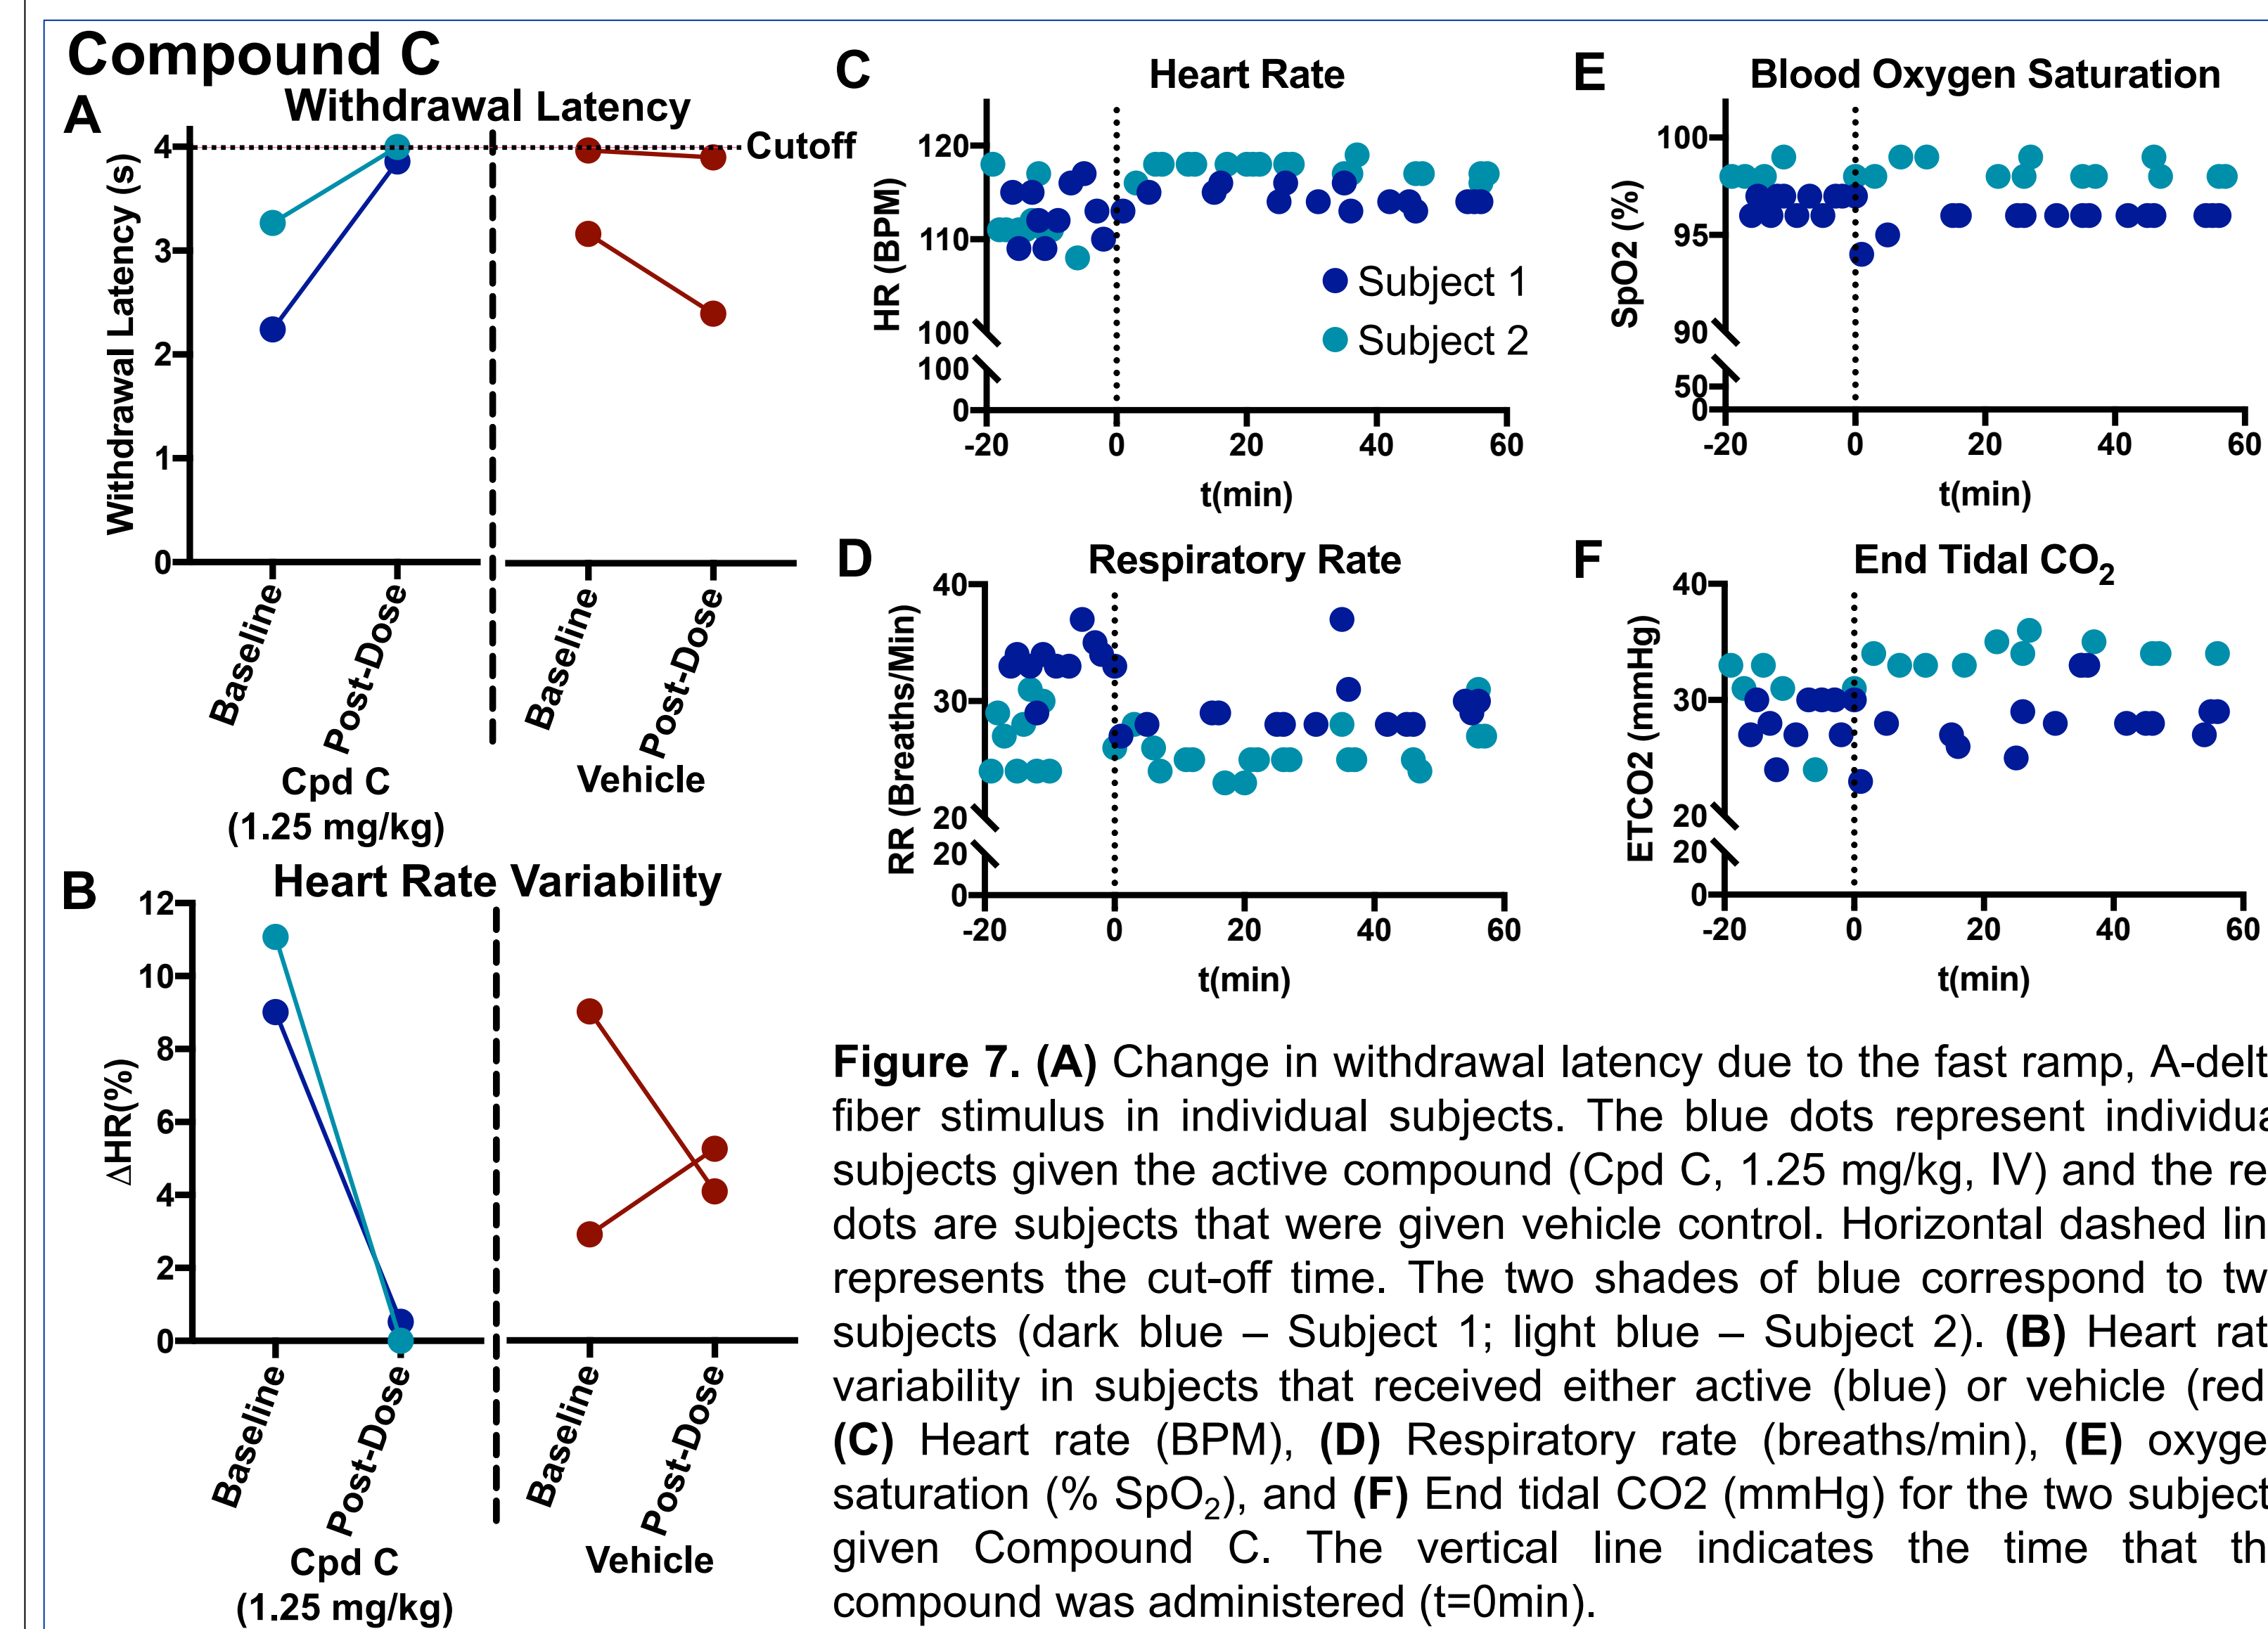 Compound C
A
Withdrawal Latency
Withdrawal Latency (s)
4
3
2
1
0
Cutoff
Baseline
Post-Dose
Baseline
Post-Dose
Cpd C
(1.25 mg/kg)
Vehicle
B
Heart Rate Variability
ΔHR(%)
12
10
8
6
4
2
0
Baseline
Post-Dose
Baseline
Post-Dose
Cpd C
(1.25 mg/kg)
Vehicle
C
Heart Rate
HR (BPM)
120
110
100
100
0
-20
0
20
40
60
t(min)
Subject 1
Subject 2
E
Blood Oxygen Saturation
SpO2 (%)
100
95
90
50
0
-20
0
20
40
60
t(min)
D
Respiratory Rate
RR (Breaths/Min)
40
30
20
20
0
-20
0
20
40
60
t(min)
F
End Tidal CO2
ETCO2 (mmHg)
40
30
20
20
0
-20
0
20
40
60
t(min)
Figure 7. (A) Change in withdrawal latency due to the fast ramp, A-delt
fiber stimulus in individual subjects. The blue dots represent individua
subjects given the active compound (Cpd C, 1.25 mg/kg, IV) and the re
dots are subjects that were given vehicle control. Horizontal dashed lin
represents the cut-off time. The two shades of blue correspond to tw
subjects (dark blue – Subject 1; light blue – Subject 2). (B) Heart rat
variability in subjects that received either active (blue) or vehicle (red
(C) Heart rate (BPM), (D) Respiratory rate (breaths/min), (E) oxyge
saturation (% SpO2), and (F) End tidal CO2 (mmHg) for the two subject
given Compound C. The vertical line indicates the time that th
compound was administered (t=0min).